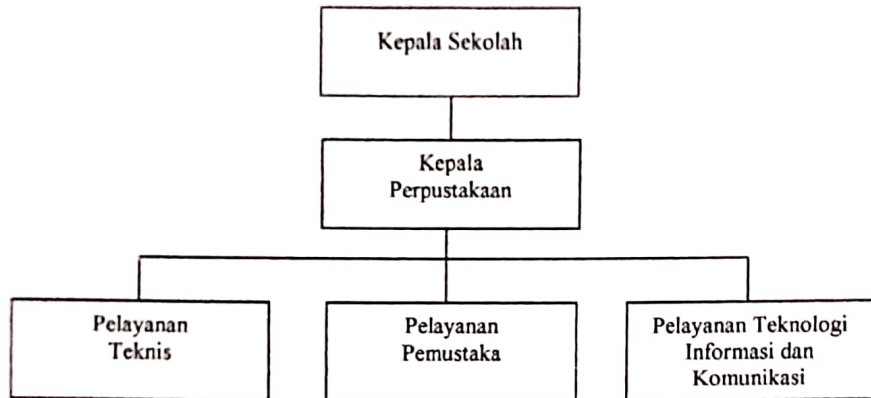 Kepala Sekolah
Kepala
Perpustakaan
Pelayanan
Teknis
Pelayanan
Pemustaka
Pelayanan Teknologi
Informasi dan
Komunikasi